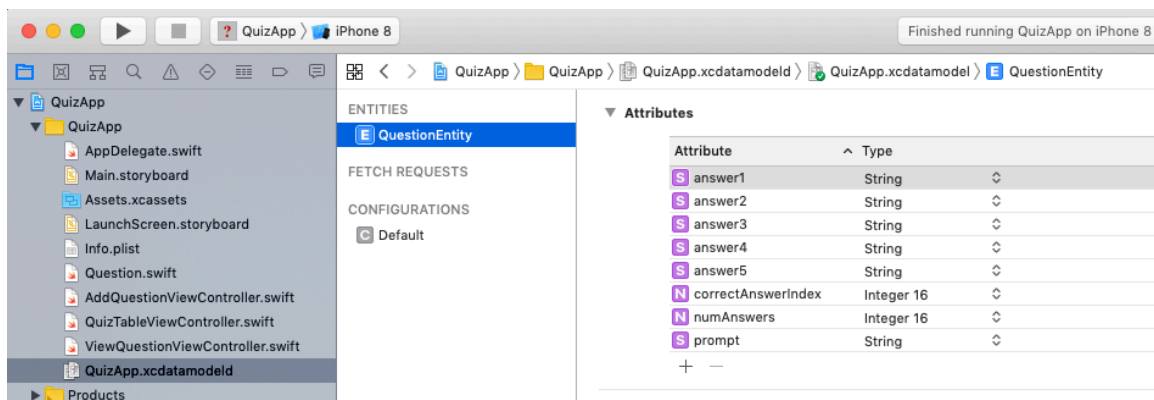 QuizApp iPhone 8
Finished running QuizApp on iPhone 8
QuizApp QuizApp QuizApp.xcdatamodeld QuizApp.xcdatamodel E QuestionEntity
QuizApp
QuizApp
AppDelegate.swift
Main.storyboard
Assets.xcassets
LaunchScreen.storyboard
Info.plist
Question.swift
AddQuestionViewController.swift
QuizTableViewController.swift
ViewQuestionViewController.swift
QuizApp.xcdatamodeld
Products
ENTITIES
E QuestionEntity
FETCH REQUESTS
CONFIGURATIONS
C Default
Attributes
Attribute Type
S answer1 String
S answer2 String
S answer3 String
S answer4 String
S answer5 String
N correctAnswerIndex Integer 16
N numAnswers Integer 16
S prompt String